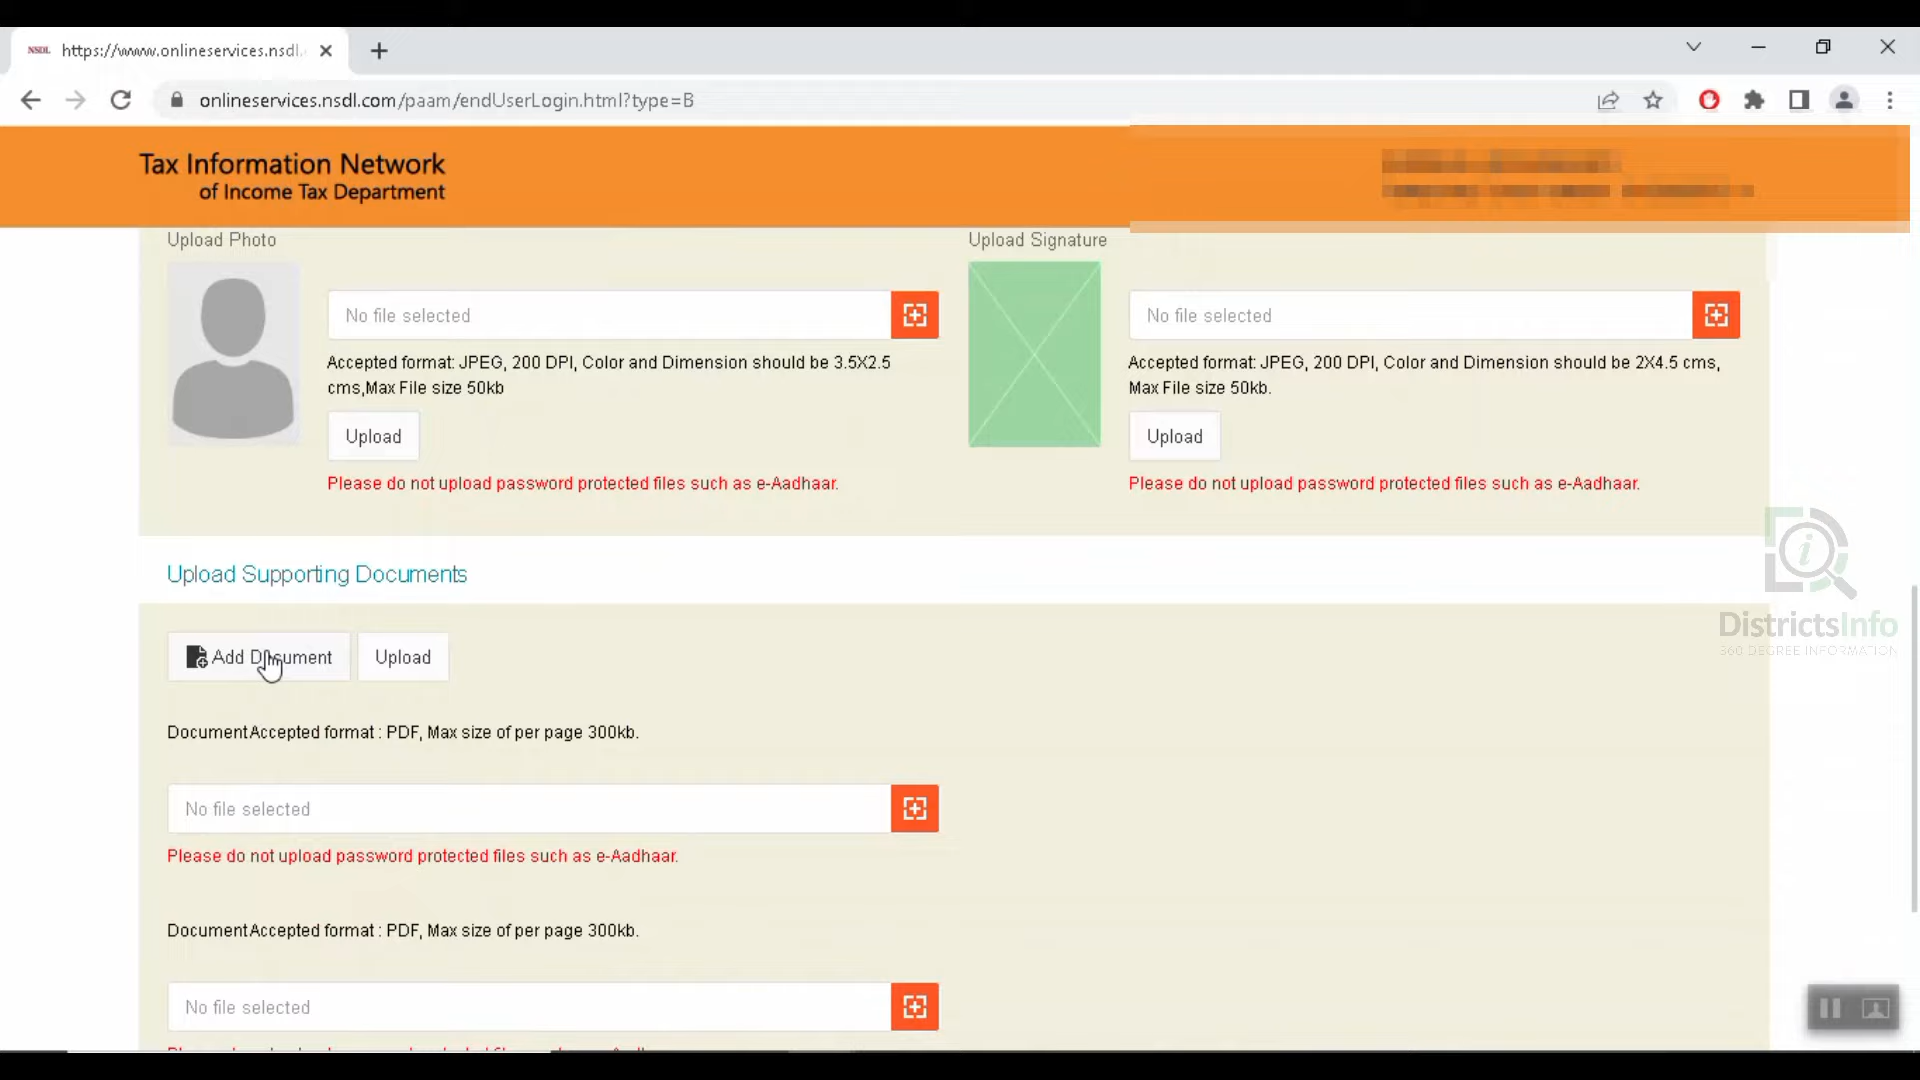 NSDL https://www.onlineservices.nsdl.
onlineservices.nsdl.com/paam/endUserLogin.html?type=B
Tax Information Network
of Income Tax Department
Upload Photo
Upload Signature
No file selected
No file selected
Accepted format: JPEG, 200 DPI, Color and Dimension should be 3.5X2.5
cms,Max File size 50kb
Accepted format: JPEG, 200 DPI, Color and Dimension should be 2X4.5 cms,
Max File size 50kb.
Upload
Upload
Please do not upload password protected files such as e-Aadhaar.
Please do not upload password protected files such as e-Aadhaar.
Upload Supporting Documents
DistrictsInfo
360 DEGREE INFORMATION
Add Document
Upload
DocumentAccepted format : PDF, Max size of per page 300kb.
No file selected
Please do not upload password protected files such as e-Aadhaar.
DocumentAccepted format : PDF, Max size of per page 300kb.
No file selected